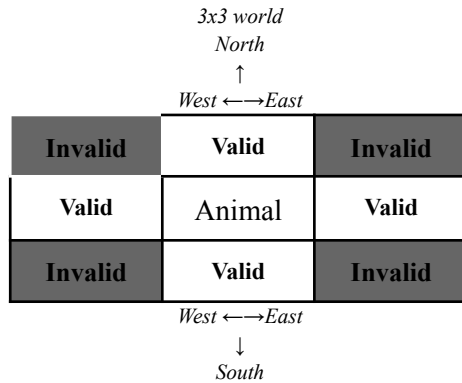 3x3 world
North
↑
West ←→East
Invalid Valid Invalid
Valid Animal Valid
Invalid Valid Invalid
West ←→East
↓
South